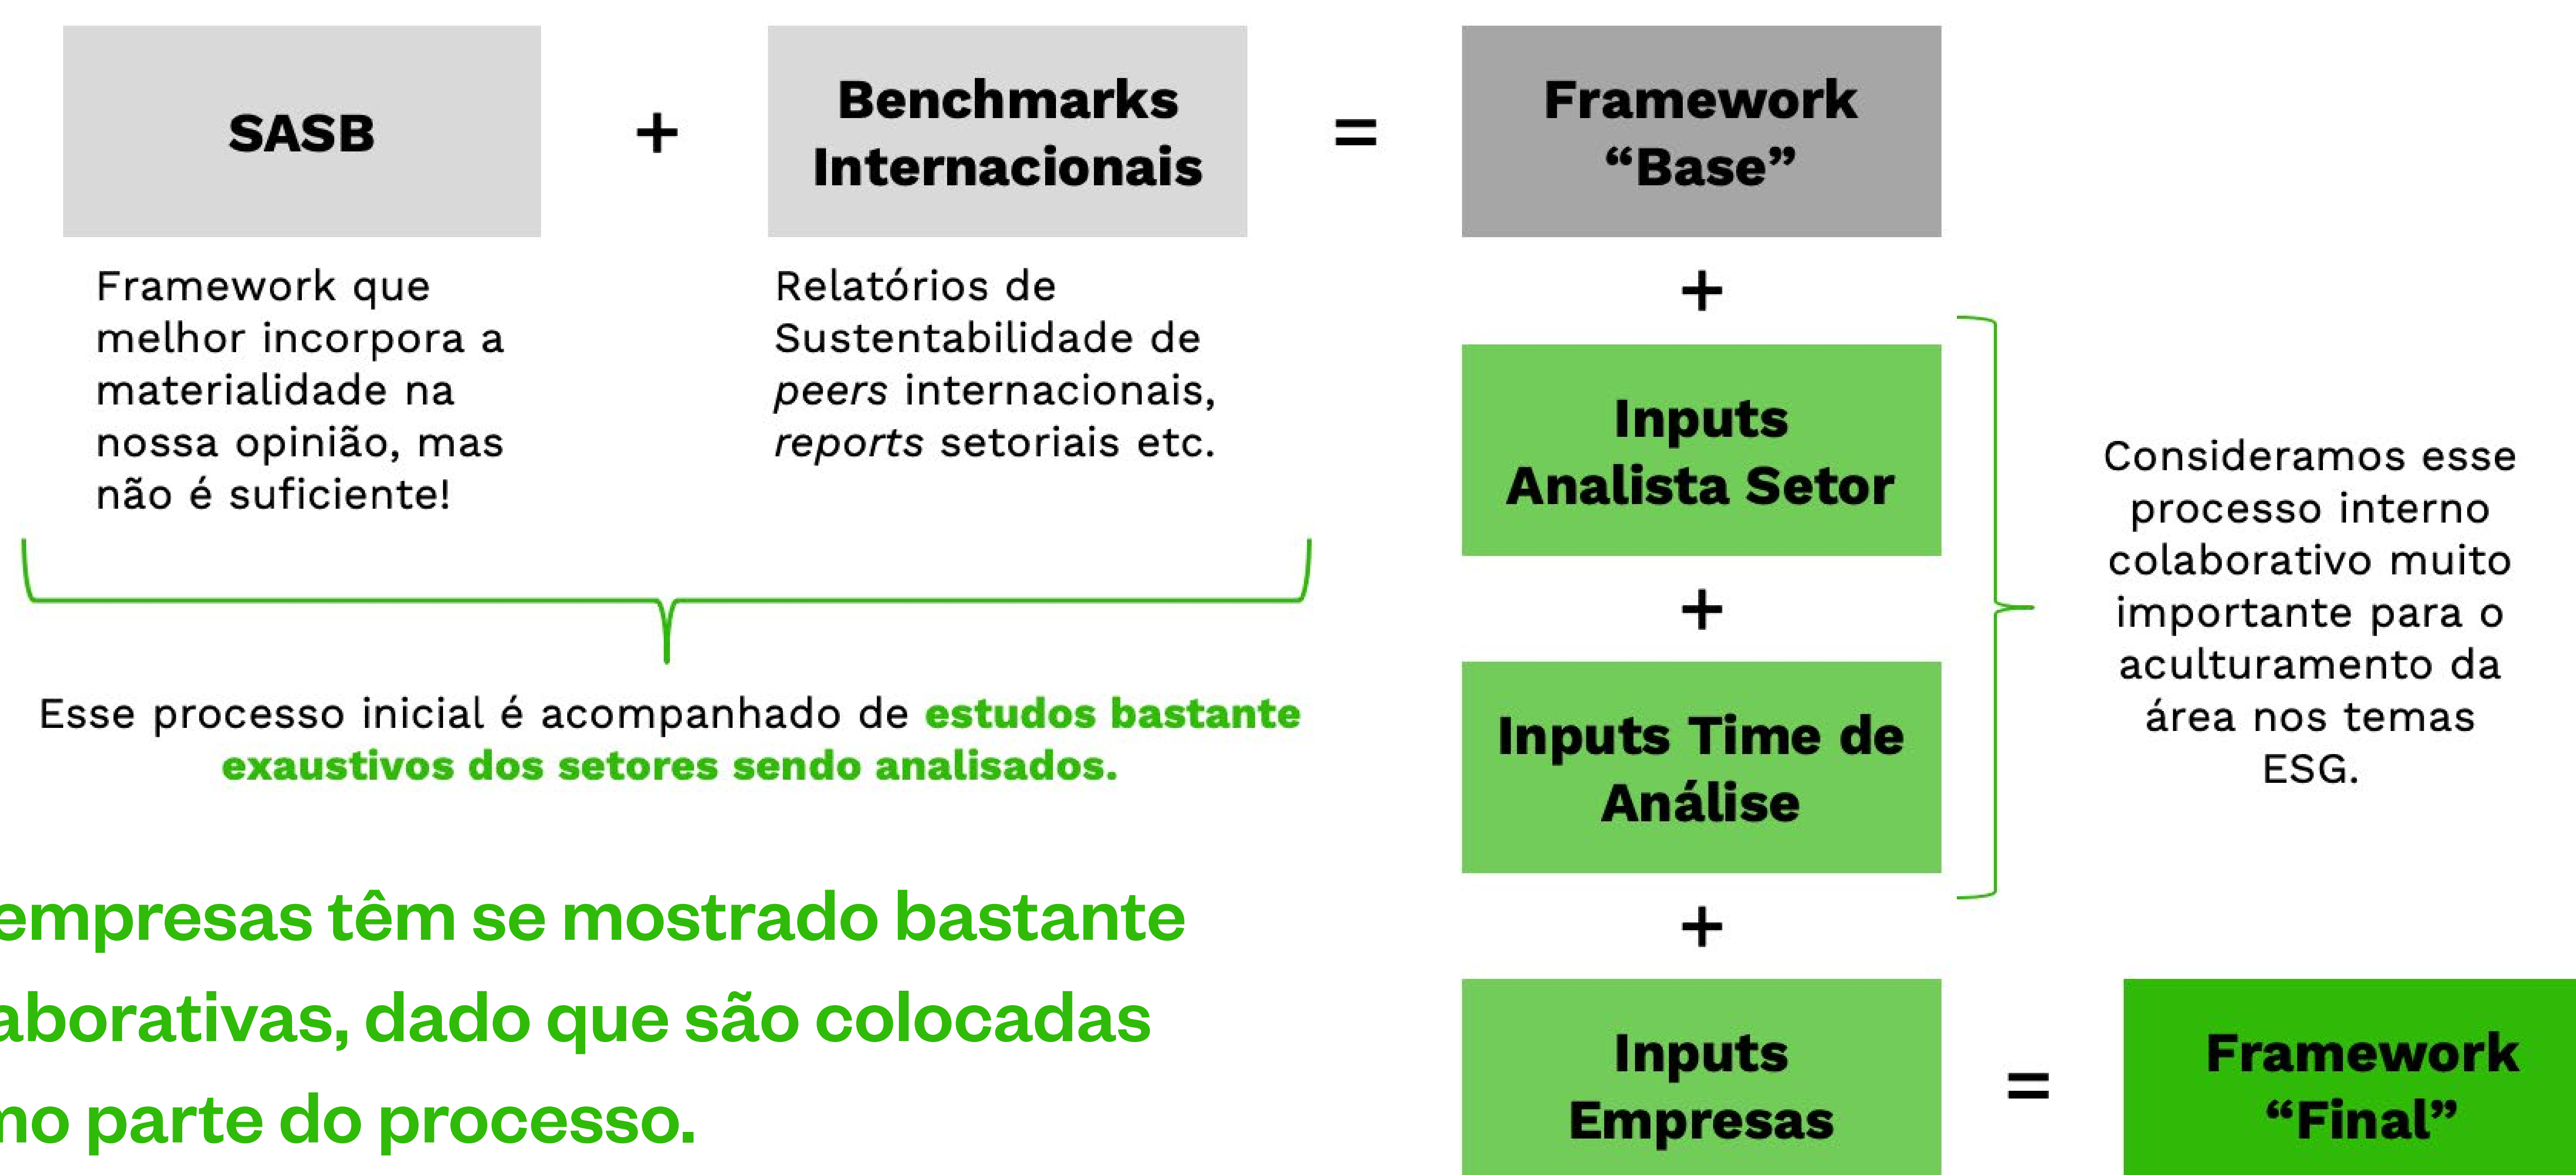 SASB
+
Benchmarks
Internacionais
=
Framework
“Base”
Framework que
melhor incorpora a
materialidade na
nossa opinião, mas
não é suficiente!
Relatórios de
Sustentabilidade de
peers internacionais,
reports setoriais etc.
Esse processo inicial é acompanhado de estudos bastante
exaustivos dos setores sendo analisados.
+
Inputs
Analista Setor
+
Inputs Time de
Análise
Consideramos esse
processo interno
colaborativo muito
importante para o
aculturamento da
área nos temas
ESG.
+
Inputs
Empresas
=
Framework
“Final”
empresas têm se mostrado bastante
aborativas, dado que são colocadas
mo parte do processo.